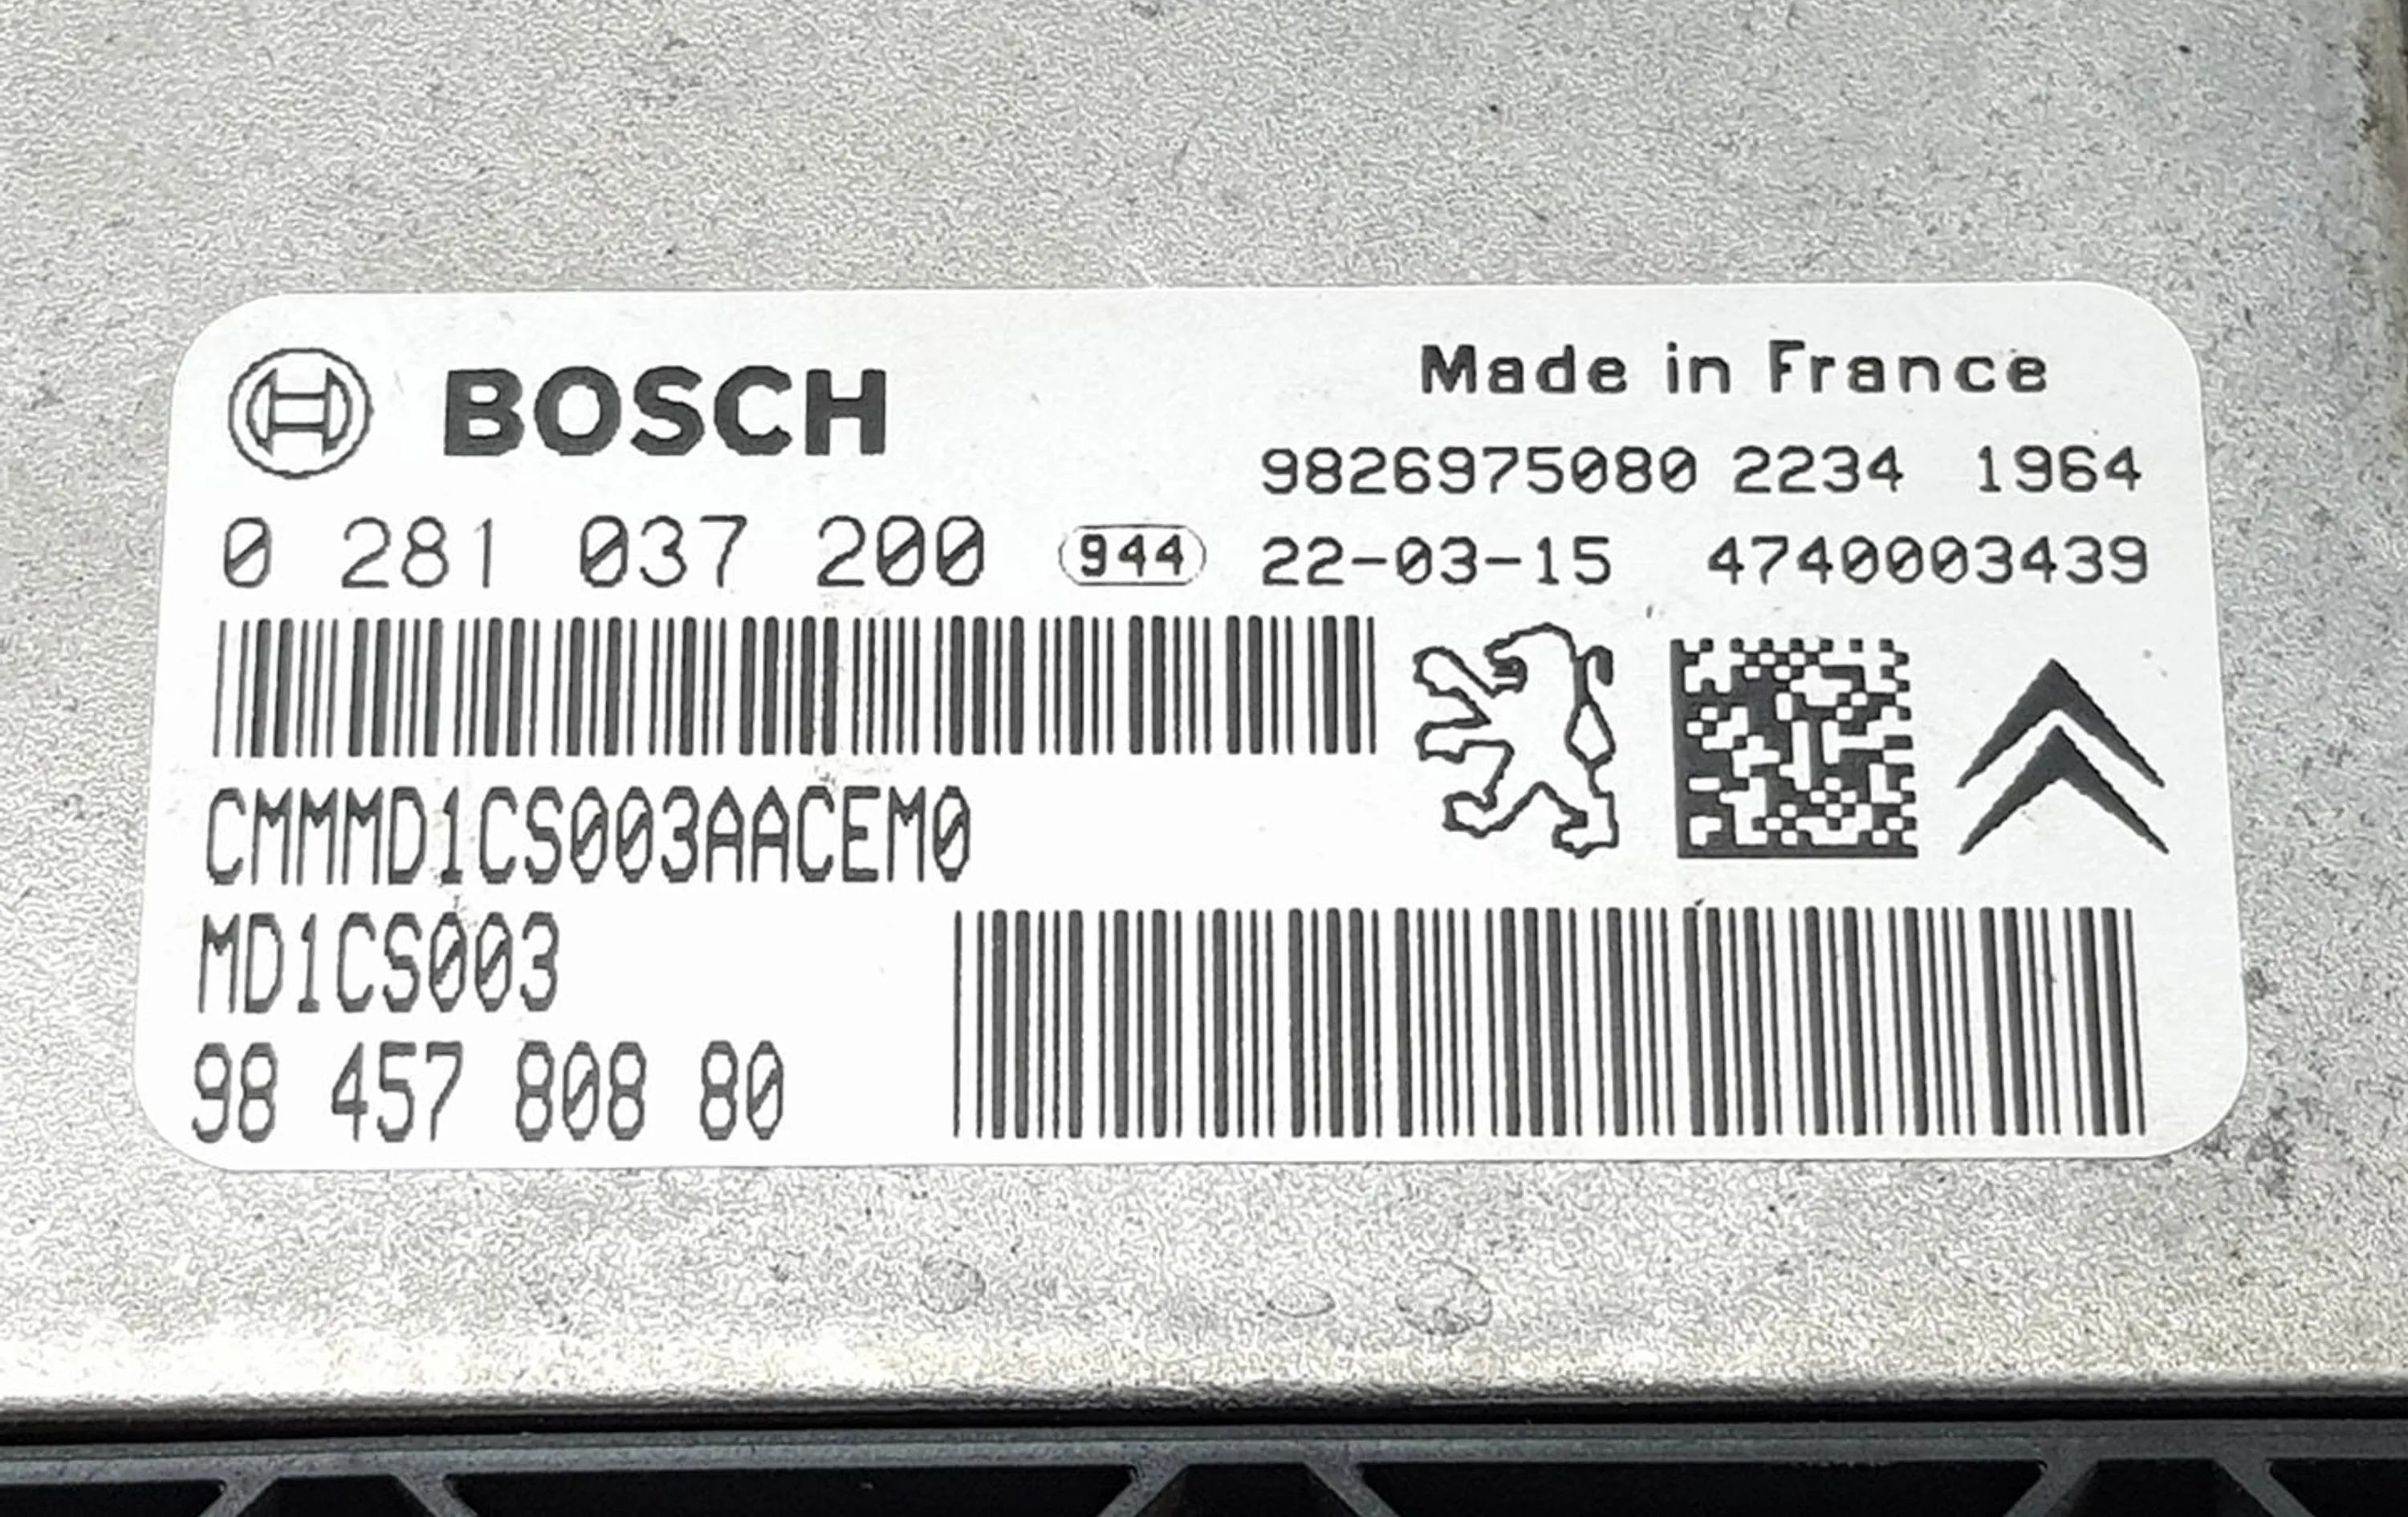 BOSCH
Made in France
9826975080 2234 1964
0 281 037 200 944 22-03-15 4740003439
CMMMD1CS003AACEM0
MD1CS003
98 457 808 80